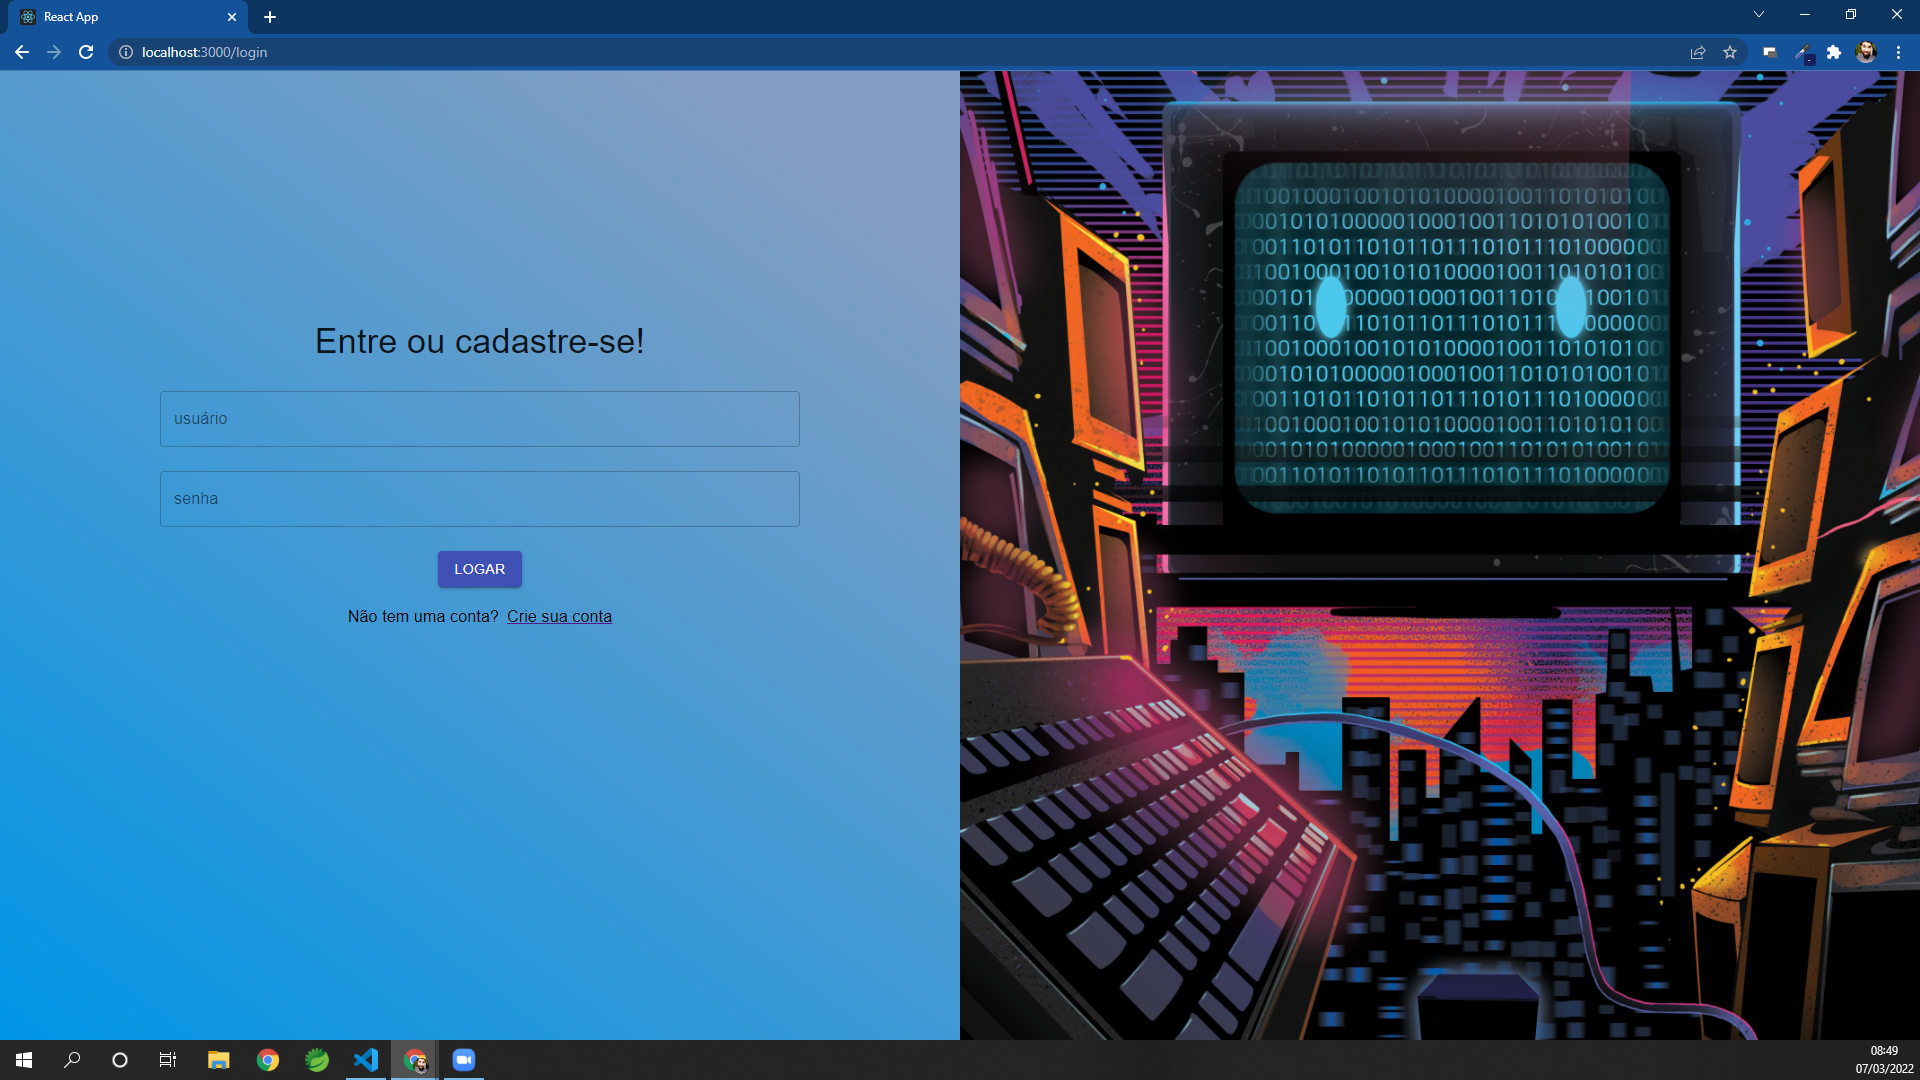 React App
localhost:3000/login
Entre ou cadastre-se!
usuário
senha
LOGAR
Não tem uma conta? Crie sua conta
08:49
07/03/2022